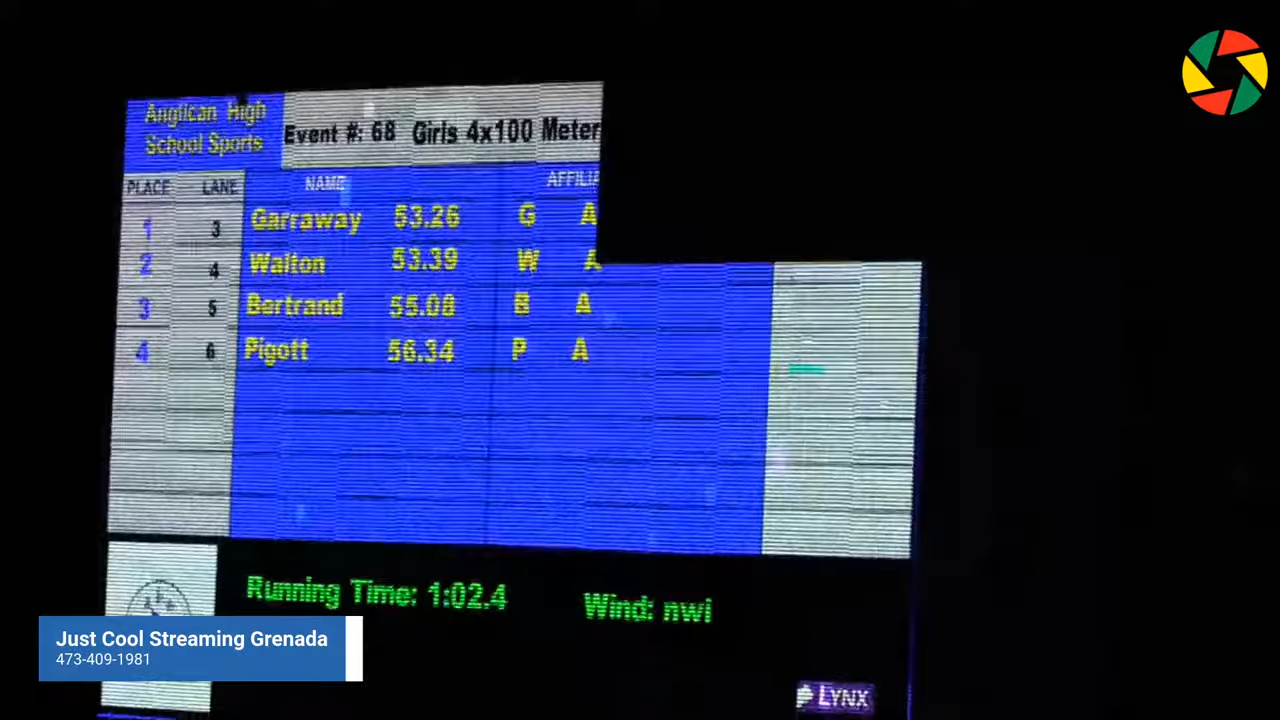 Anglican High
School Sports
Event #: 68 Girls 4x100 Meter
PLACE LANE NAME AFFILIA
1 3 Garraway 53.26 G A
2 4 Walton 53.39 W A
3 5 Bertrand 55.08 B A
4 6 Pigott 56.34 P A
Running Time: 1:02.4 Wind: nwi
Just Cool Streaming Grenada
473-409-1981
LYNX